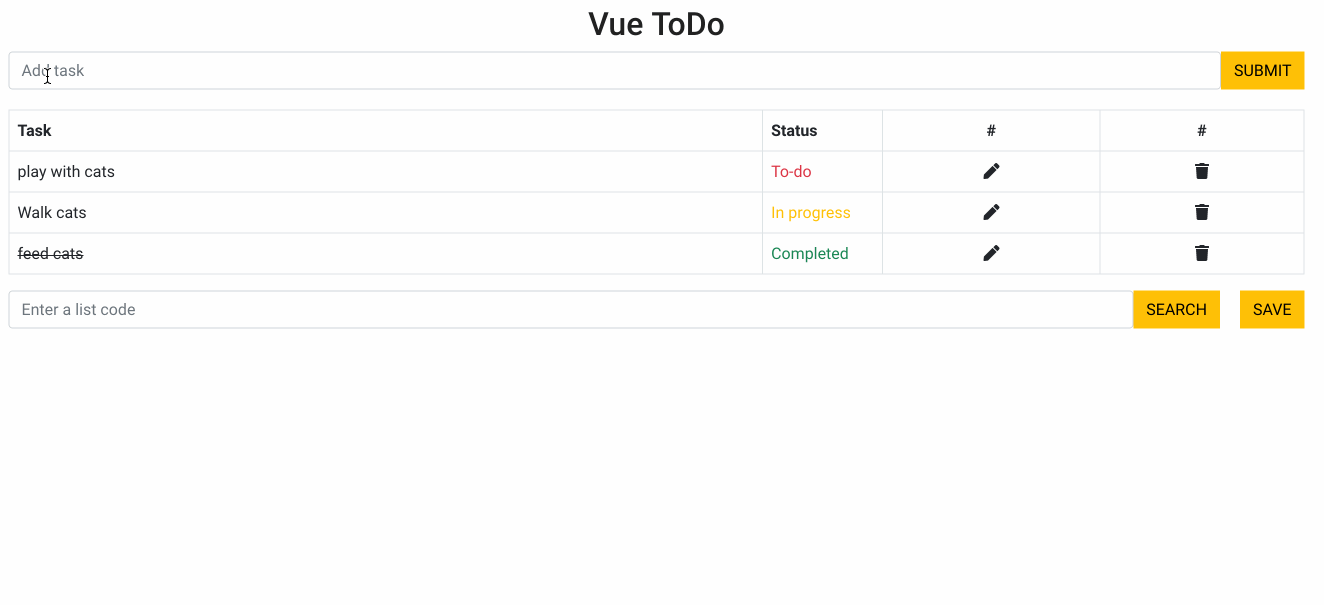 Vue ToDo
Add task
SUBMIT
Task Status # #
play with cats To-do
Walk cats In progress
feed cats Completed
Enter a list code
SEARCH SAVE